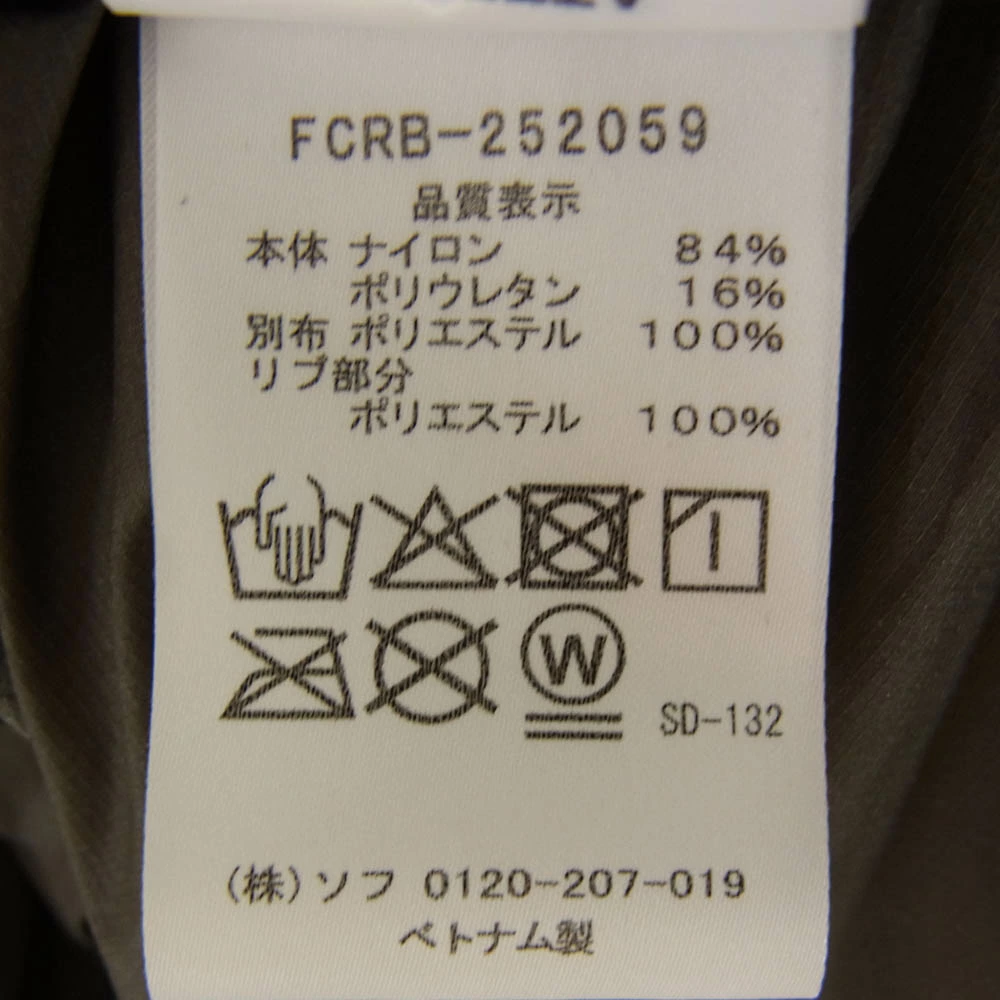 FCRB-252059
品質表示
本体 ナイロン 84%
ポリウレタン 16%
別布 ポリエステル 100%
リブ部分
ポリエステル 100%
W
SD-132
(株)ソフ 0120-207-019
ベトナム製